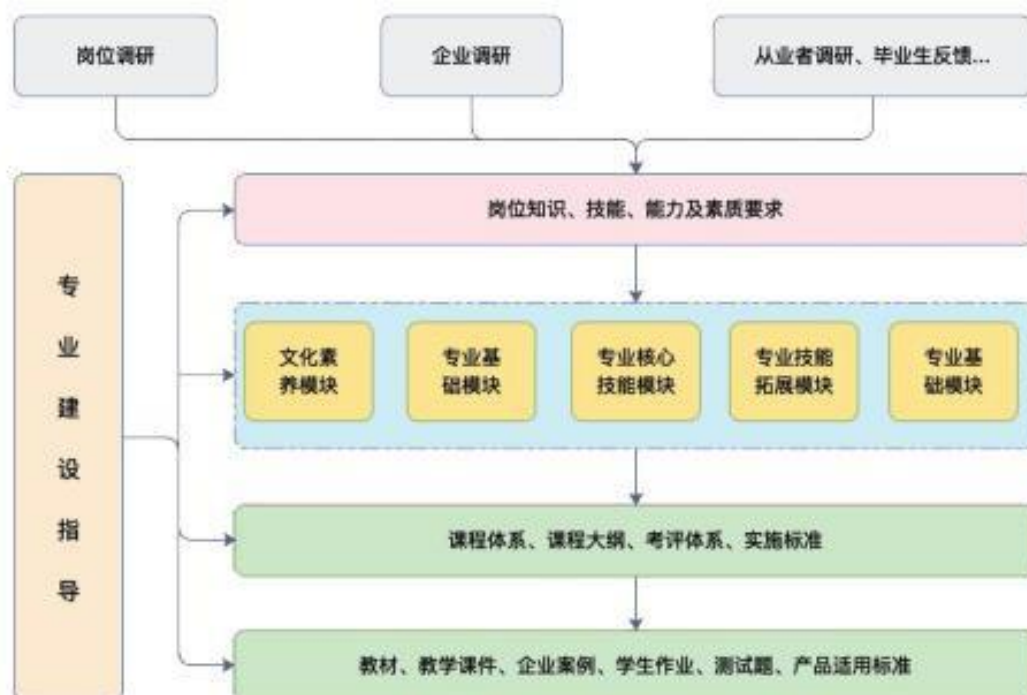 岗位调研
企业调研
从业者调研、毕业生反馈...
专业建设指导
岗位知识、技能、能力及素质要求
文化素
养模块
专业基
础模块
专业核心
技能模块
专业技能
拓展模块
专业基
础模块
课程体系、课程大纲、考评体系、实施标准
教材、教学课件、企业案例、学生作业、测试题、产品适用标准